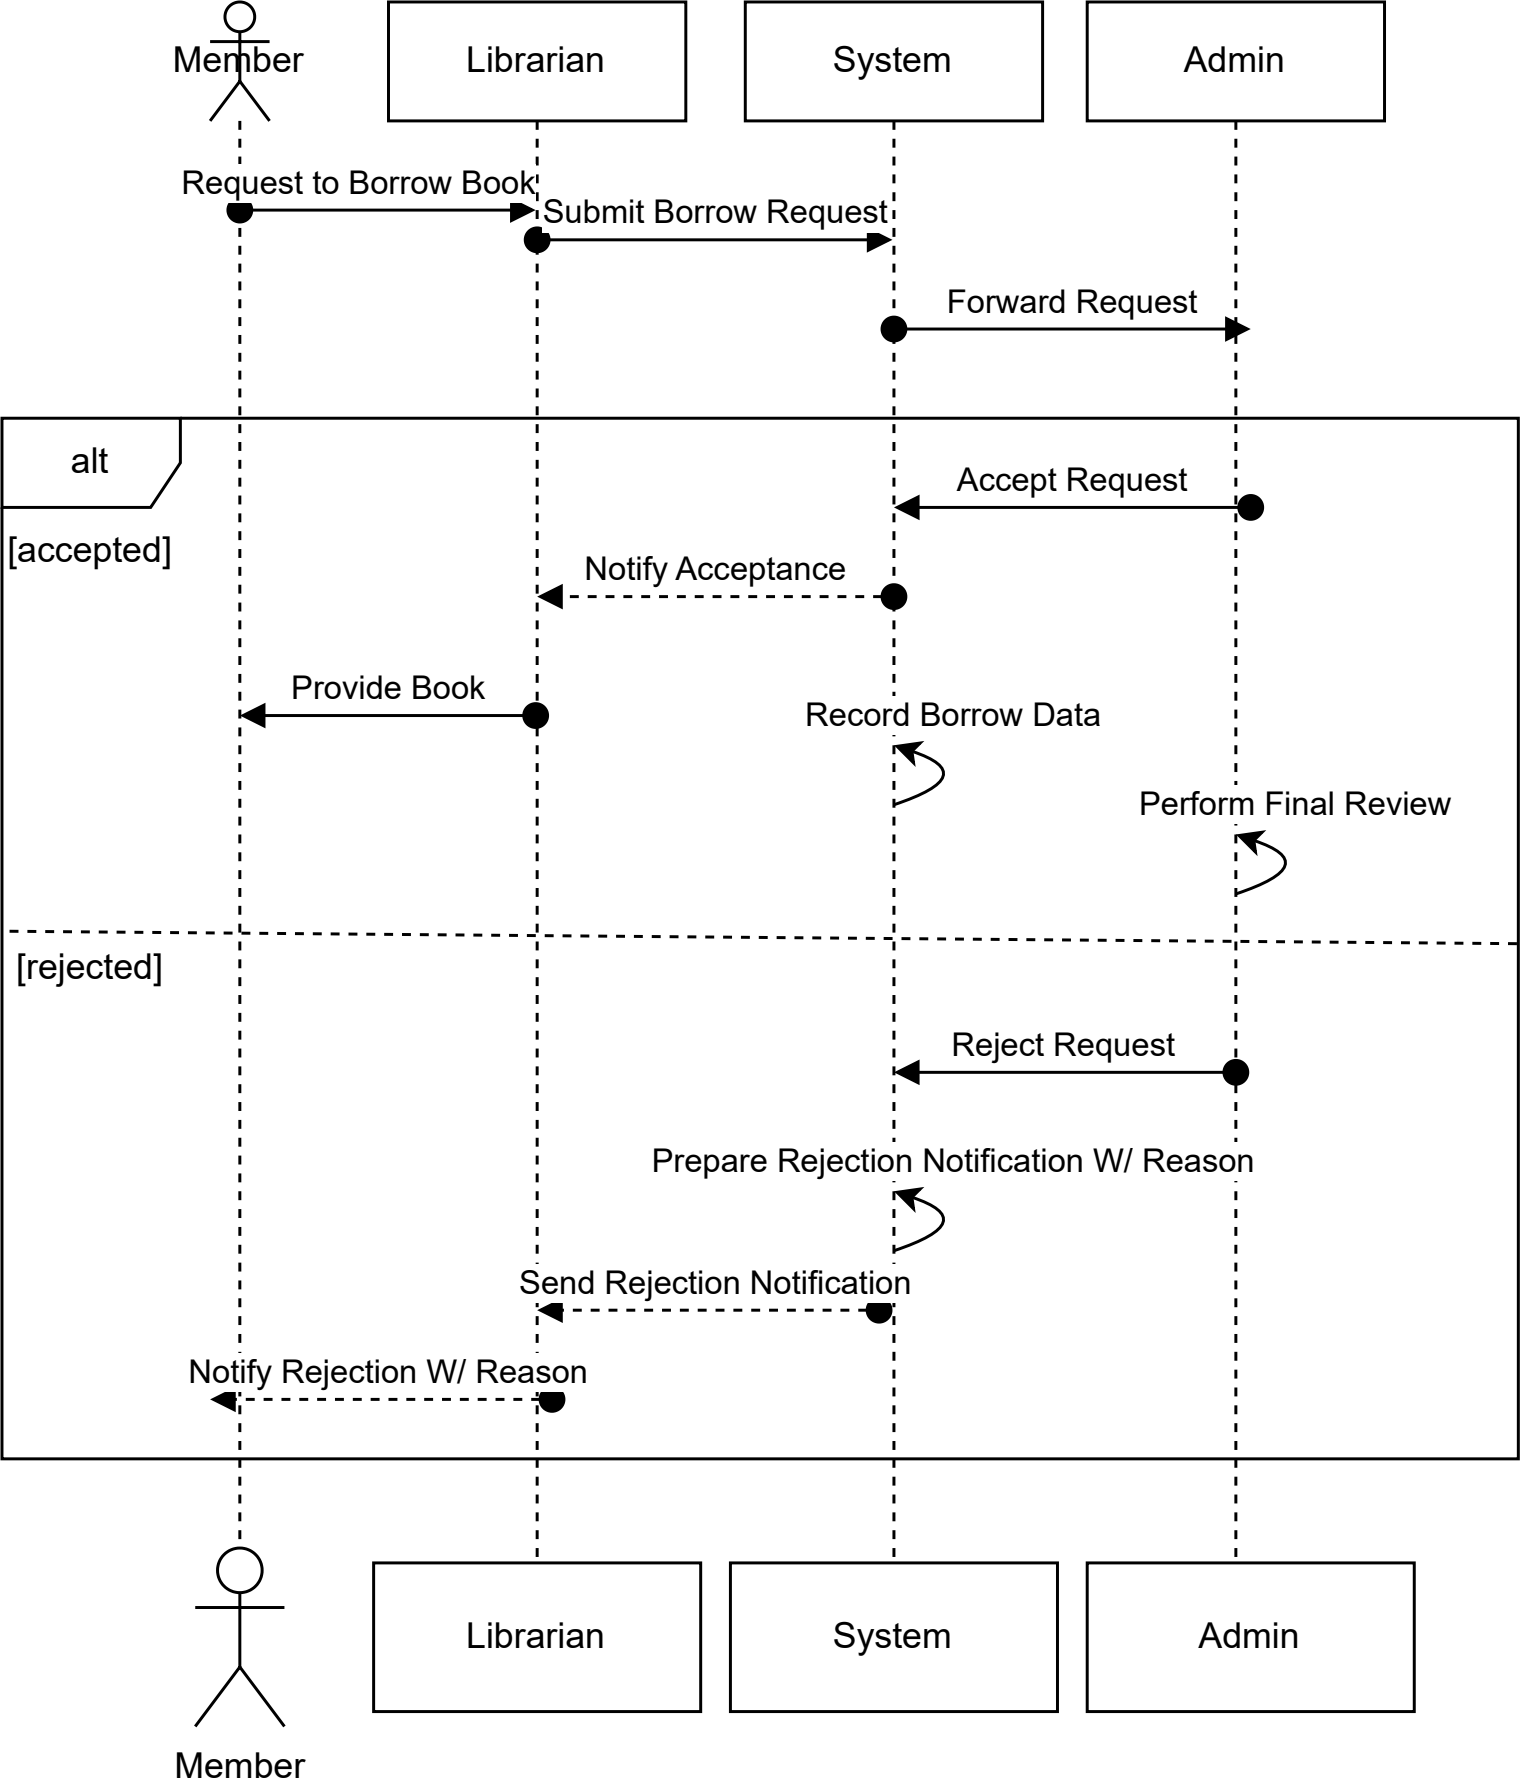 Member
Librarian
System
Admin
Request to Borrow Book
Submit Borrow Request
Forward Request
alt
Accept Request
[accepted]
Notify Acceptance
Provide Book
Record Borrow Data
Perform Final Review
[rejected]
Reject Request
Prepare Rejection Notification W/ Reason
Send Rejection Notification
Notify Rejection W/ Reason
Librarian
System
Admin
Member